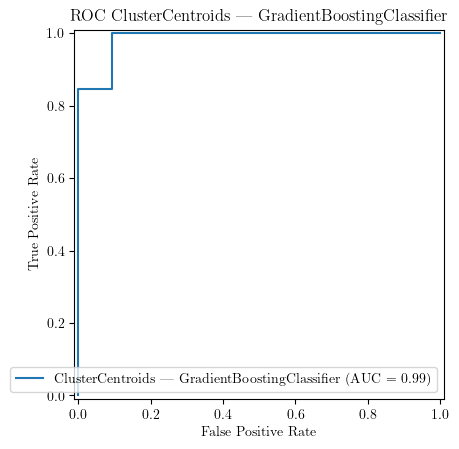 ROC ClusterCentroids — GradientBoostingClassifier
1.0
0.8
0.6
0.4
0.2
0.0
True Positive Rate
ClusterCentroids — GradientBoostingClassifier (AUC = 0.99)
0.0 0.2 0.4 0.6 0.8 1.0
False Positive Rate